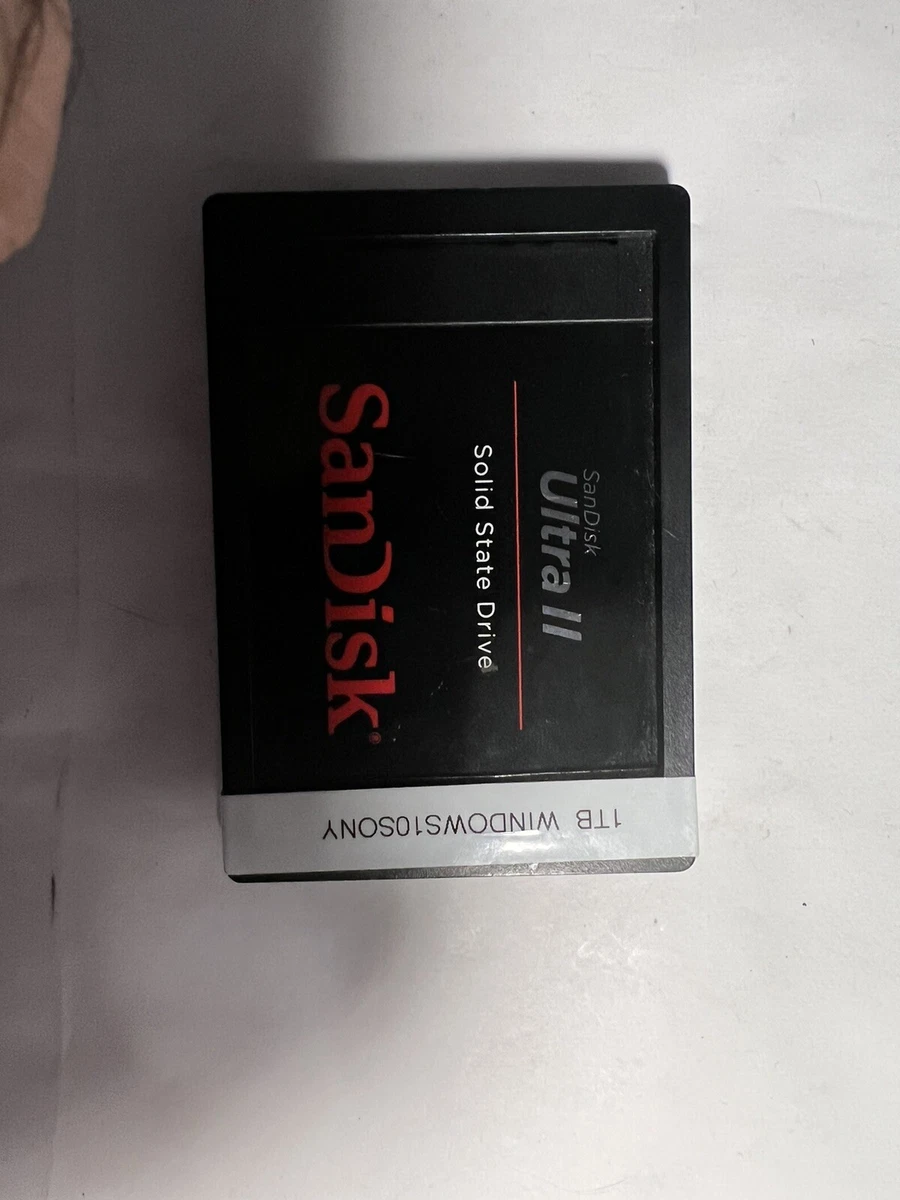 SanDisk
Ultra II
Solid State Drive
SanDisk®
1TB WINDOWS10SONY